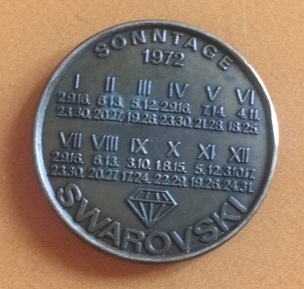 SONNTAGE
1972
I II III IV V VI
2.9.16. 6.13. 5.12. 2.9.16. 7.14. 4.11.
23.30. 20.27. 19.26. 23.30. 21.28. 18.25.
VII VIII IX X XI XII
2.9.16. 6.13. 3.10. 1.8.15. 5.12. 3.10.17.
23.30. 20.27. 17.24. 22.29. 19.26. 24.31.
SWAROVSKI